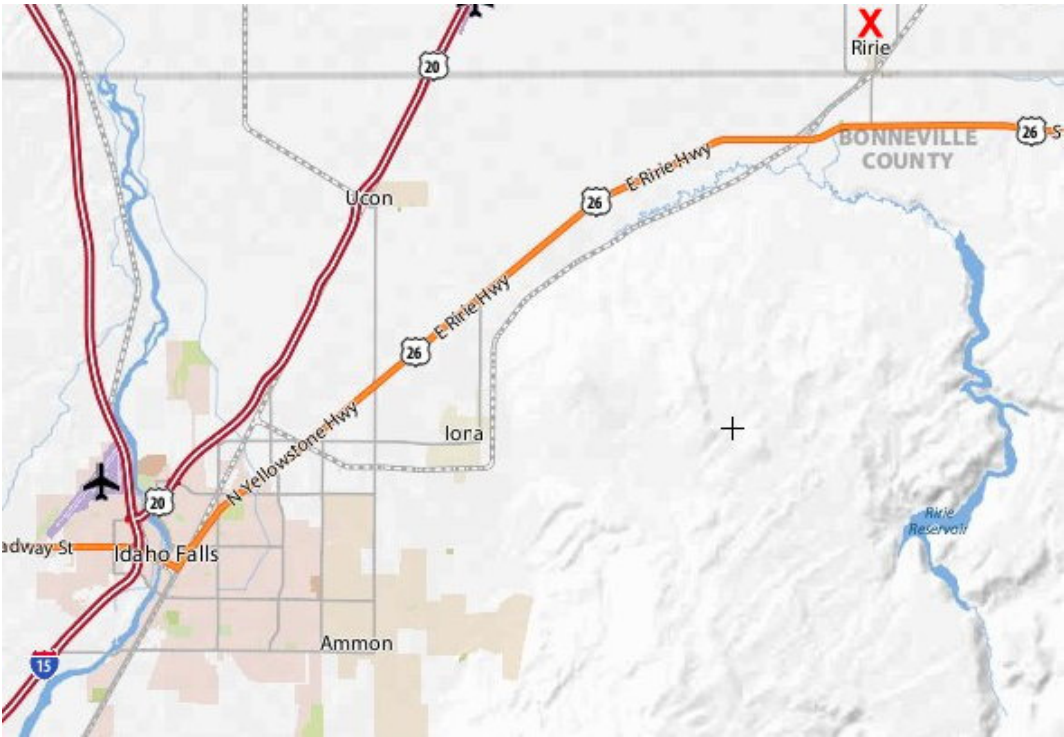 X
Ririe
20
26
S
BONNEVILLE
COUNTY
E Ririe Hwy
26
Ucon
E Ririe Hwy
26
N Yellowstone Hwy
Iona
20
Ririe
Reservoir
adway St
Idaho Falls
Ammon
15